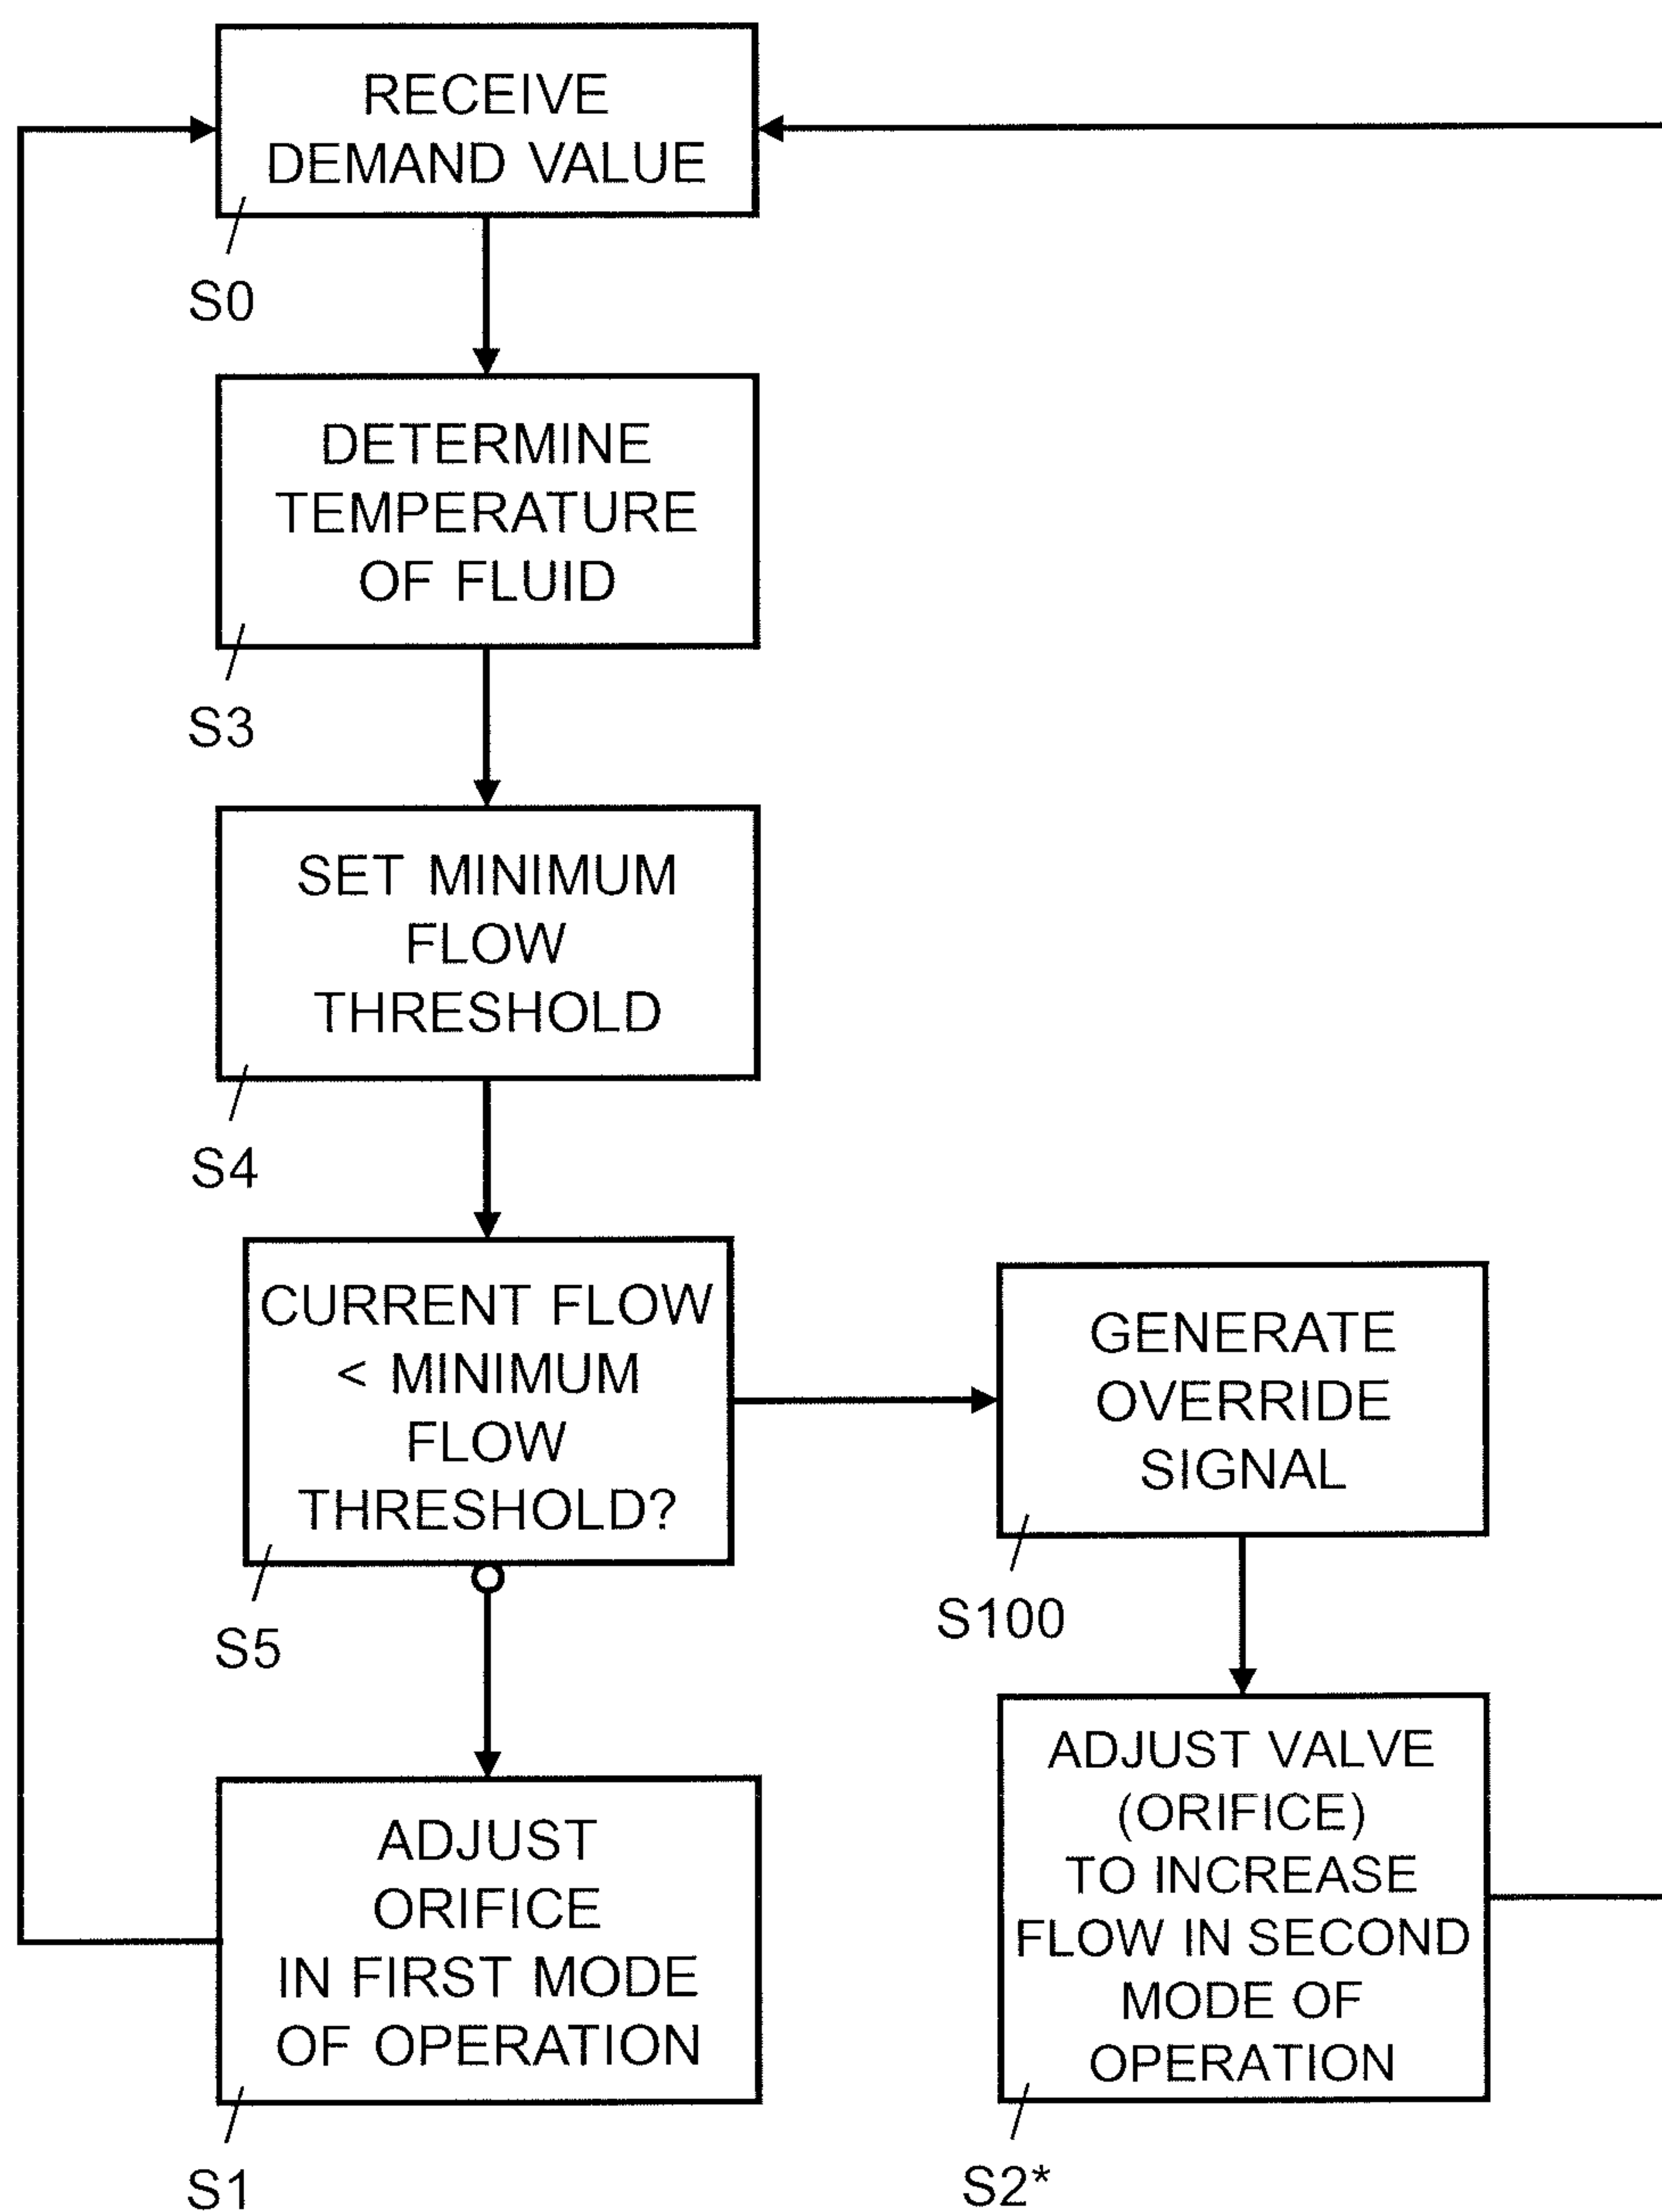 RECEIVE
DEMAND VALUE
S0
DETERMINE
TEMPERATURE
OF FLUID
S3
SET MINIMUM
FLOW
THRESHOLD
S4
CURRENT FLOW
< MINIMUM
FLOW
THRESHOLD?
S5
GENERATE
OVERRIDE
SIGNAL
S100
ADJUST
ORIFICE
IN FIRST MODE
OF OPERATION
S1
ADJUST VALVE
(ORIFICE)
TO INCREASE
FLOW IN SECOND
MODE OF
OPERATION
S2*